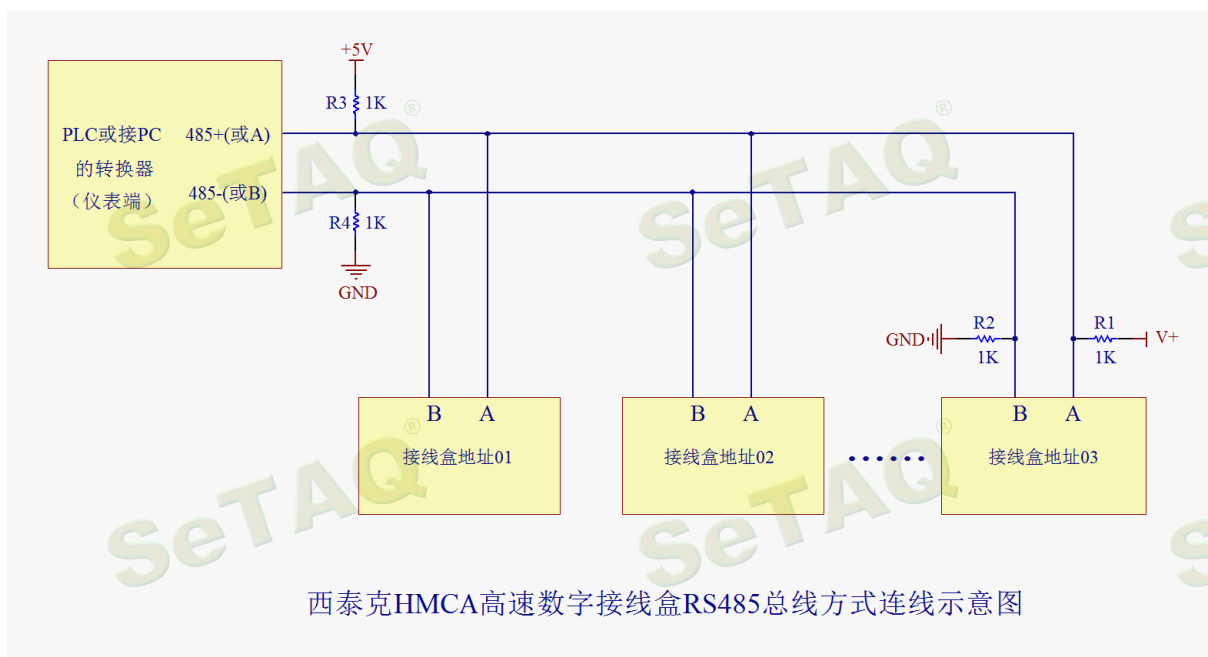 +5V
R3 1K
PLC或接PC 485+(或A)
的转换器
（仪表端） 485-(或B)
R4 1K
GND
R2 R1
GND V+
1K 1K
B A B A B A
接线盒地址01 接线盒地址02 ...... 接线盒地址03
SeTAQ®
SeTAQ®
SeTAQ®
SeTAQ®
S
S
西泰克HMCA高速数字接线盒RS485总线方式连线示意图